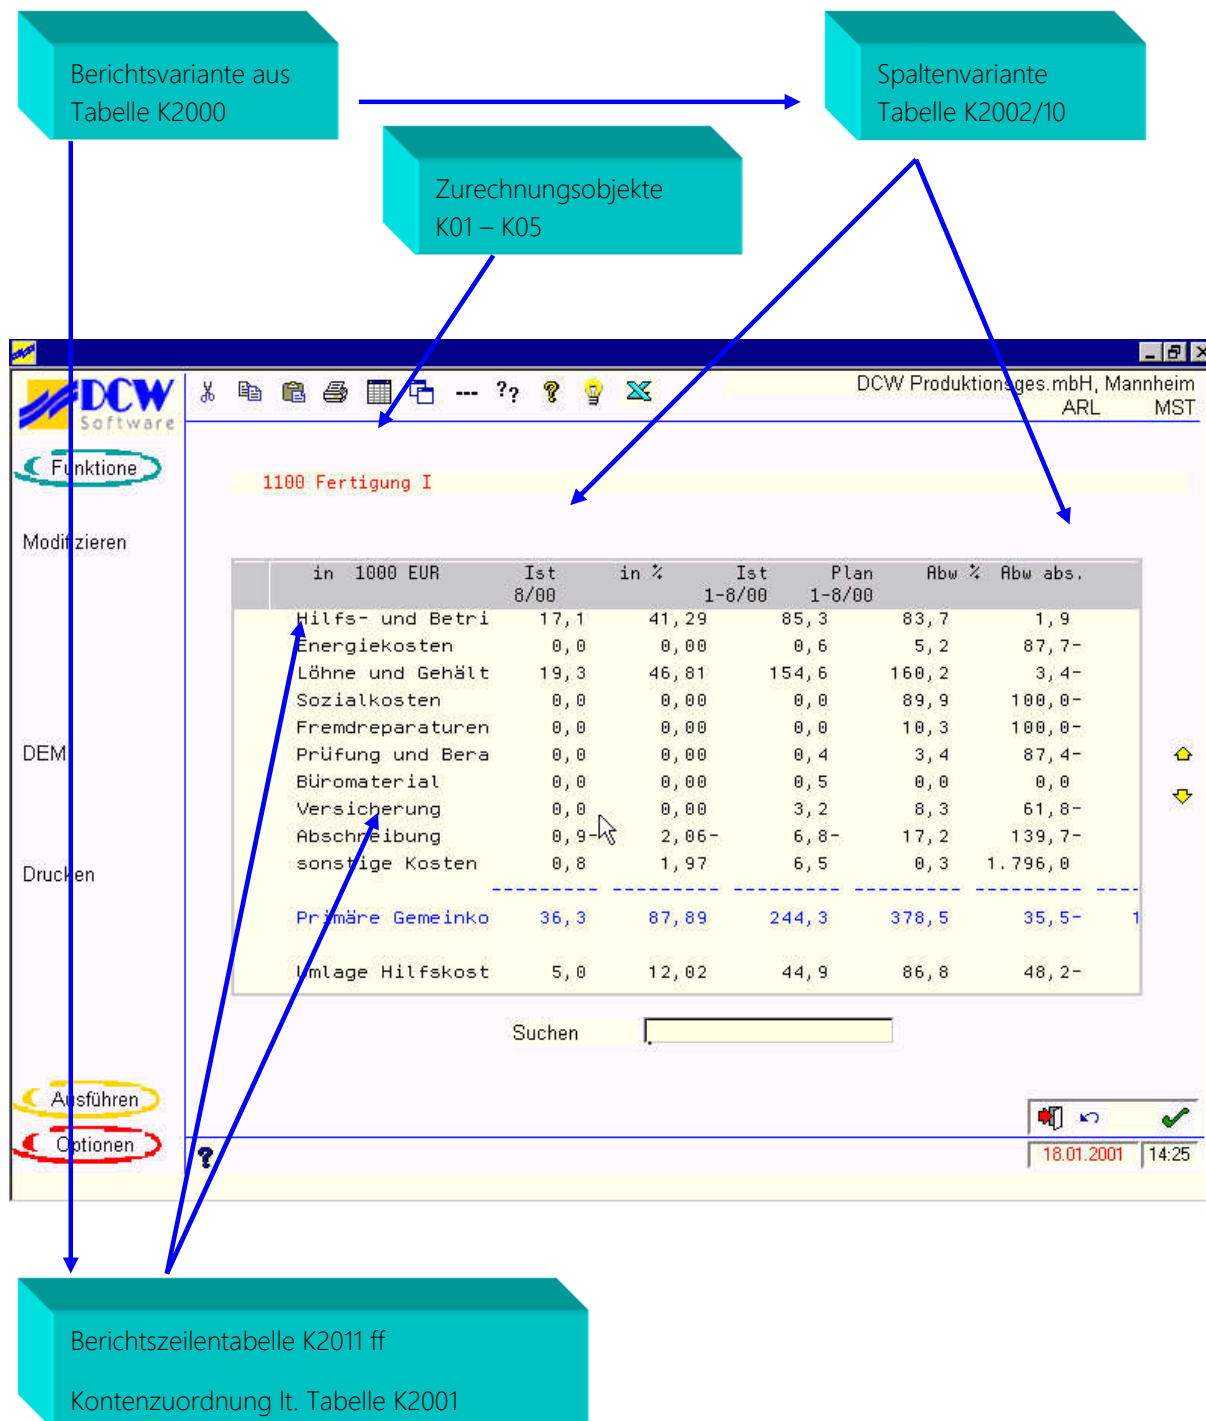 Berichtsvariante aus
Tabelle K2000
Spaltenvariante
Tabelle K2002/10
Zurechnungsobjekte
K01 – K05
DCW
Software
--- ??
DCW Produktionsges.mbH, Mannheim
ARL MST
Funktione
1100 Fertigung I
Modifizieren
in 1000 EUR Ist in % Ist Plan Abw % Abw abs.
8/00 1-8/00 1-8/00
Hilfs- und Betri 17,1 41,29 85,3 83,7 1,9
Energiekosten 0,0 0,00 0,6 5,2 87,7-
Löhne und Gehält 19,3 46,81 154,6 160,2 3,4-
Sozialkosten 0,0 0,00 0,0 89,9 100,0-
Fremdreparaturen 0,0 0,00 0,0 10,3 100,0-
DEM
Prüfung und Bera 0,0 0,00 0,4 3,4 87,4-
Büromaterial 0,0 0,00 0,5 0,0 0,0
Versicherung 0,0 0,00 3,2 8,3 61,8-
Abschreibung 0,9- 2,06- 6,8- 17,2 139,7-
Drucken
sonstige Kosten 0,8 1,97 6,5 0,3 1.796,0
Primäre Gemeinko 36,3 87,89 244,3 378,5 35,5- 1
Umlage Hilfskost 5,0 12,02 44,9 86,8 48,2-
Suchen
Ausführen
Optionen
?
18.01.2001 14:25
Berichtszeilentabelle K2011 ff
Kontenzuordnung lt. Tabelle K2001